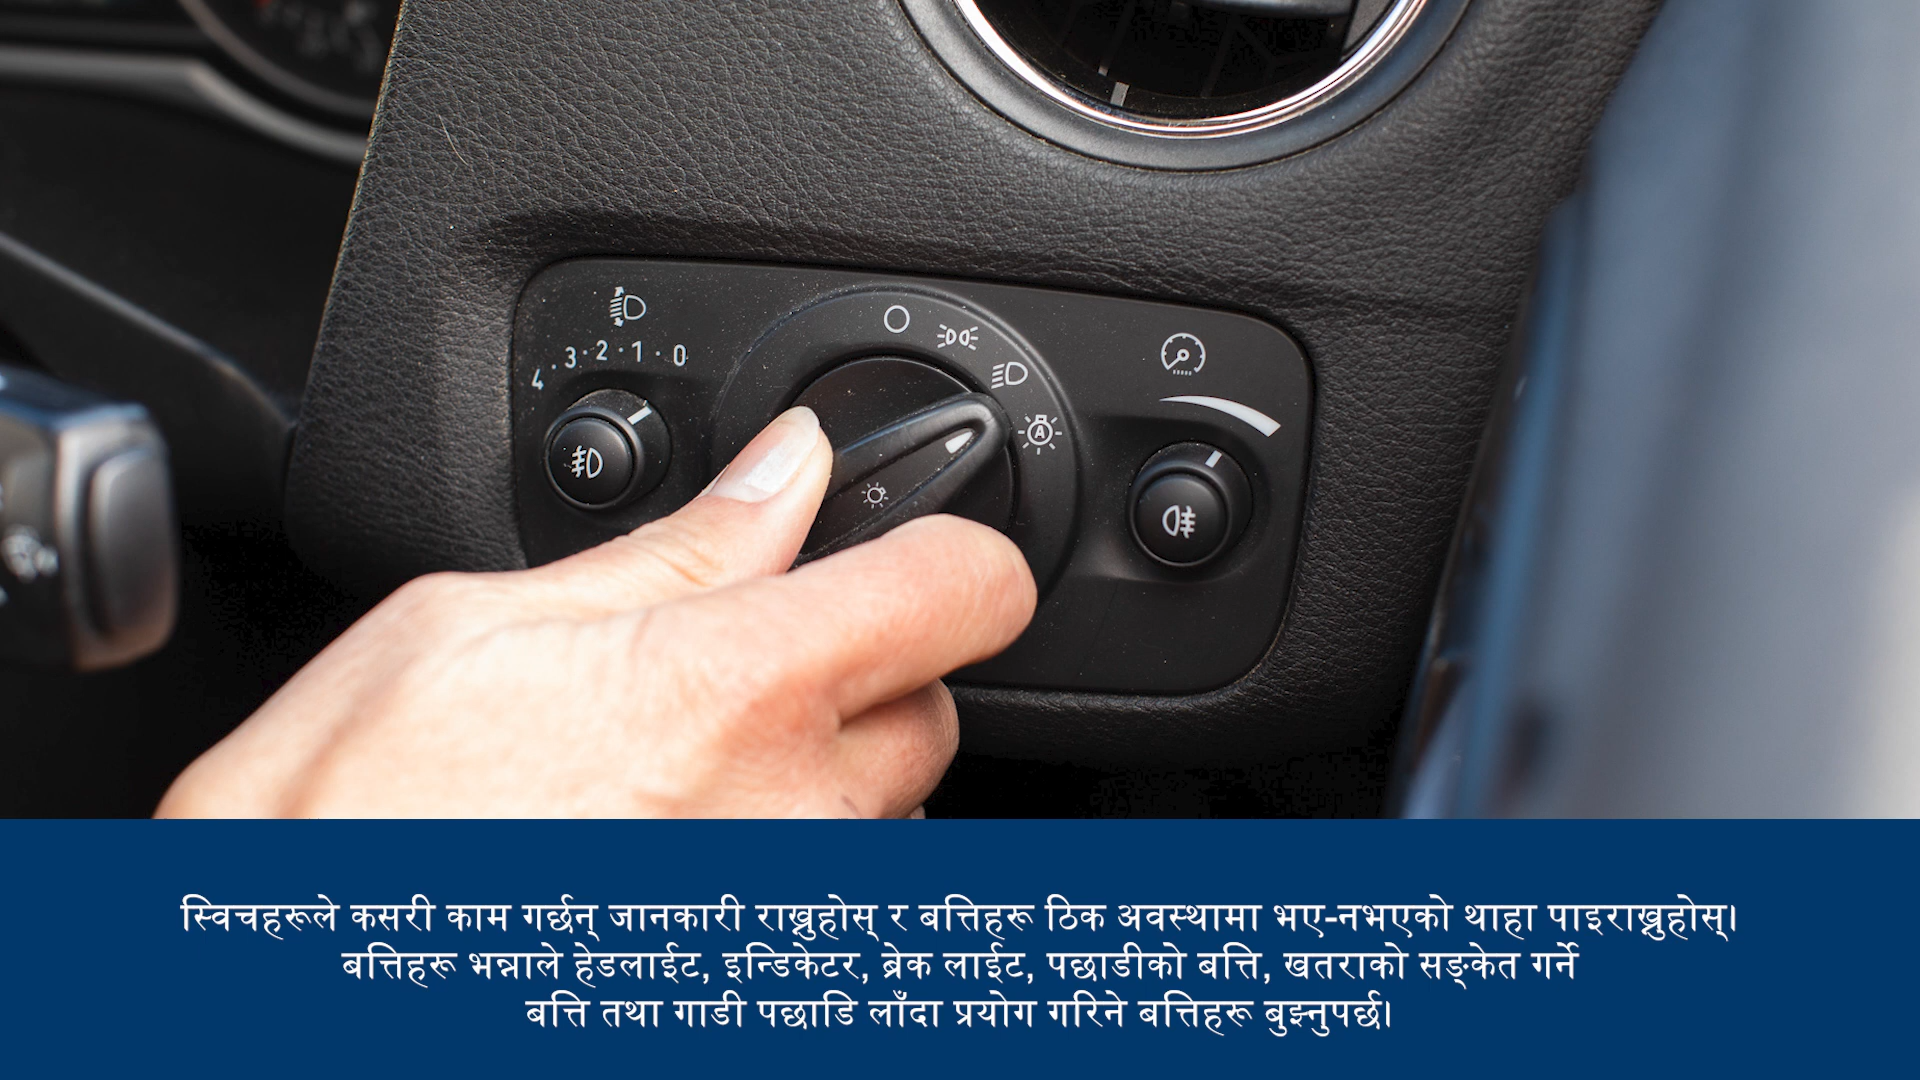 4 · 3 · 2 · 1 · 0
A
स्विचहरूले कसरी काम गर्छन् जानकारी राख्नुहोस् र बत्तिहरू ठिक अवस्थामा भए-नभएको थाहा पाइराख्नुहोस्।
बत्तिहरू भन्नाले हेडलाईट, इन्डिकेटर, ब्रेक लाईट, पछाडीको बत्ति, खतराको सङ्केत गर्ने
बत्ति तथा गाडी पछाडि लाँदा प्रयोग गरिने बत्तिहरू बुझ्नुपर्छ।